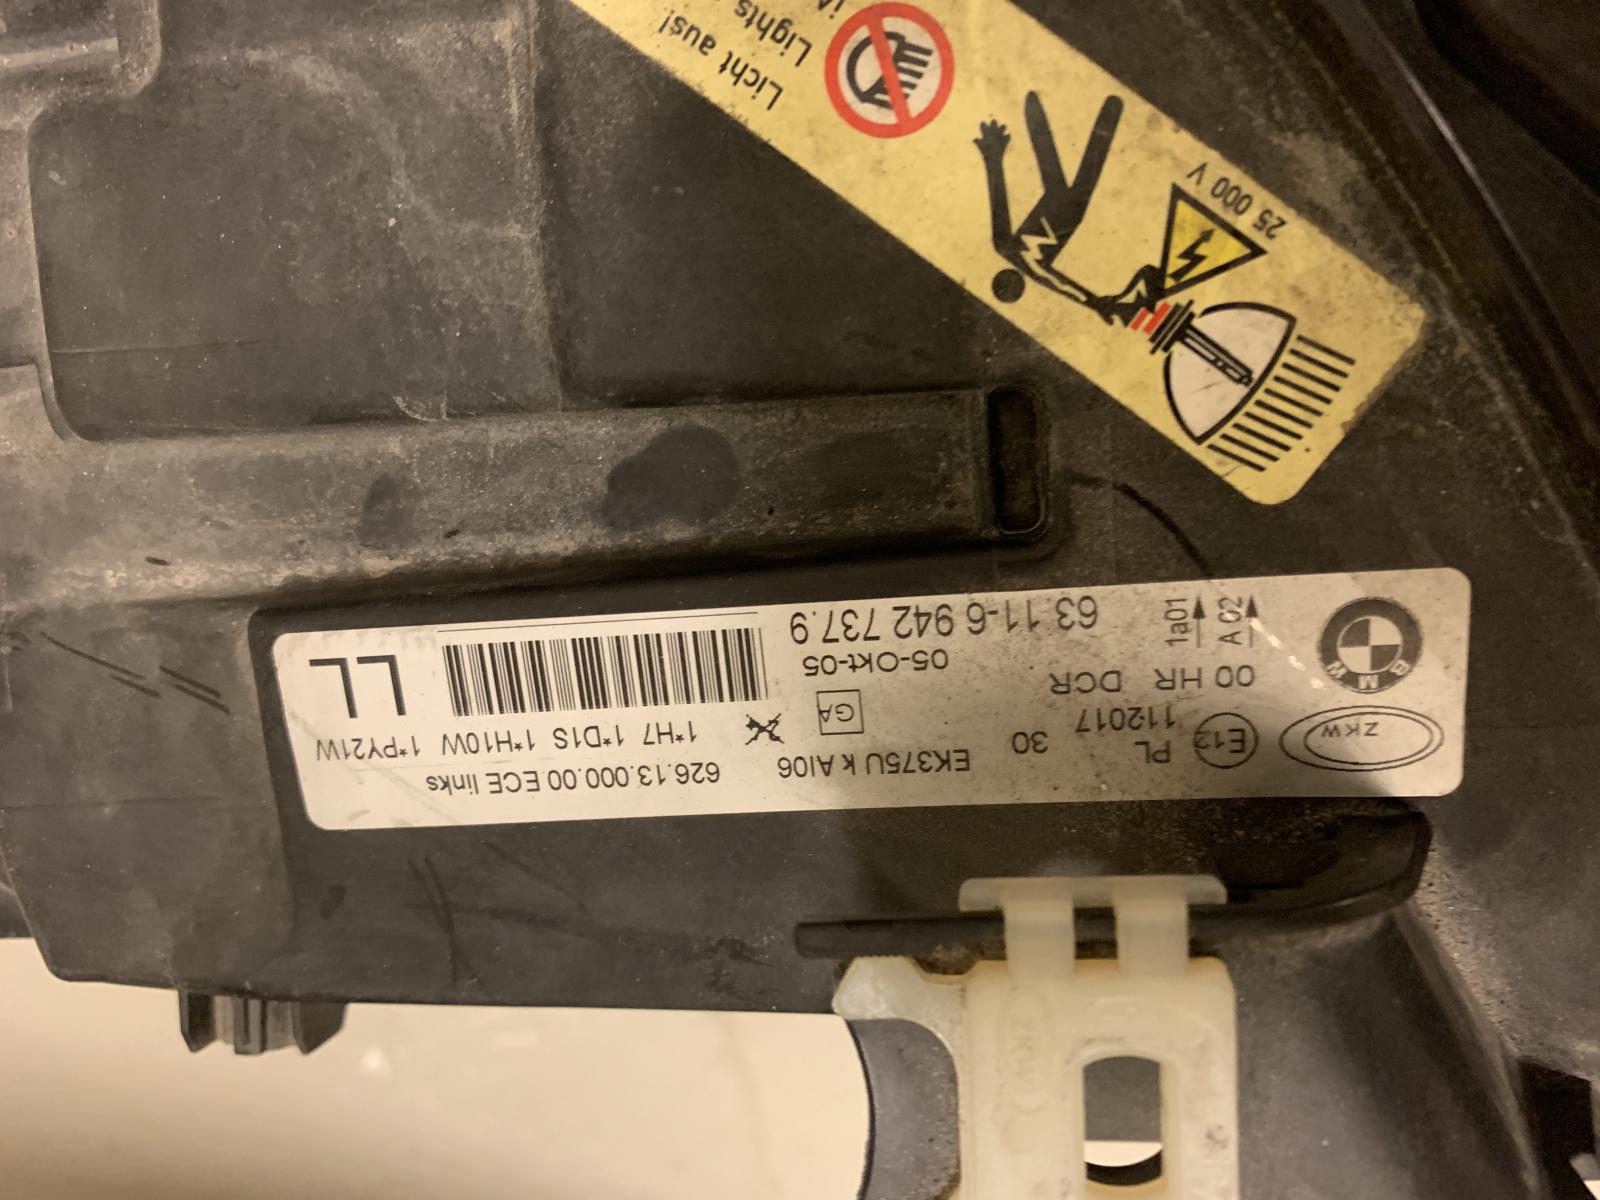 ZKW
E13
PL
112017
30
EK375U k AI06
626.13.000.00 ECE links
1*H7 1*D1S 1*H10W 1*PY21W
GA
00 HR DCR
05-Okt-05
BMW
A 02
1a01
63 11-6 942 737.9
LL
25 000 V
Licht aus!
Lights
ZKW